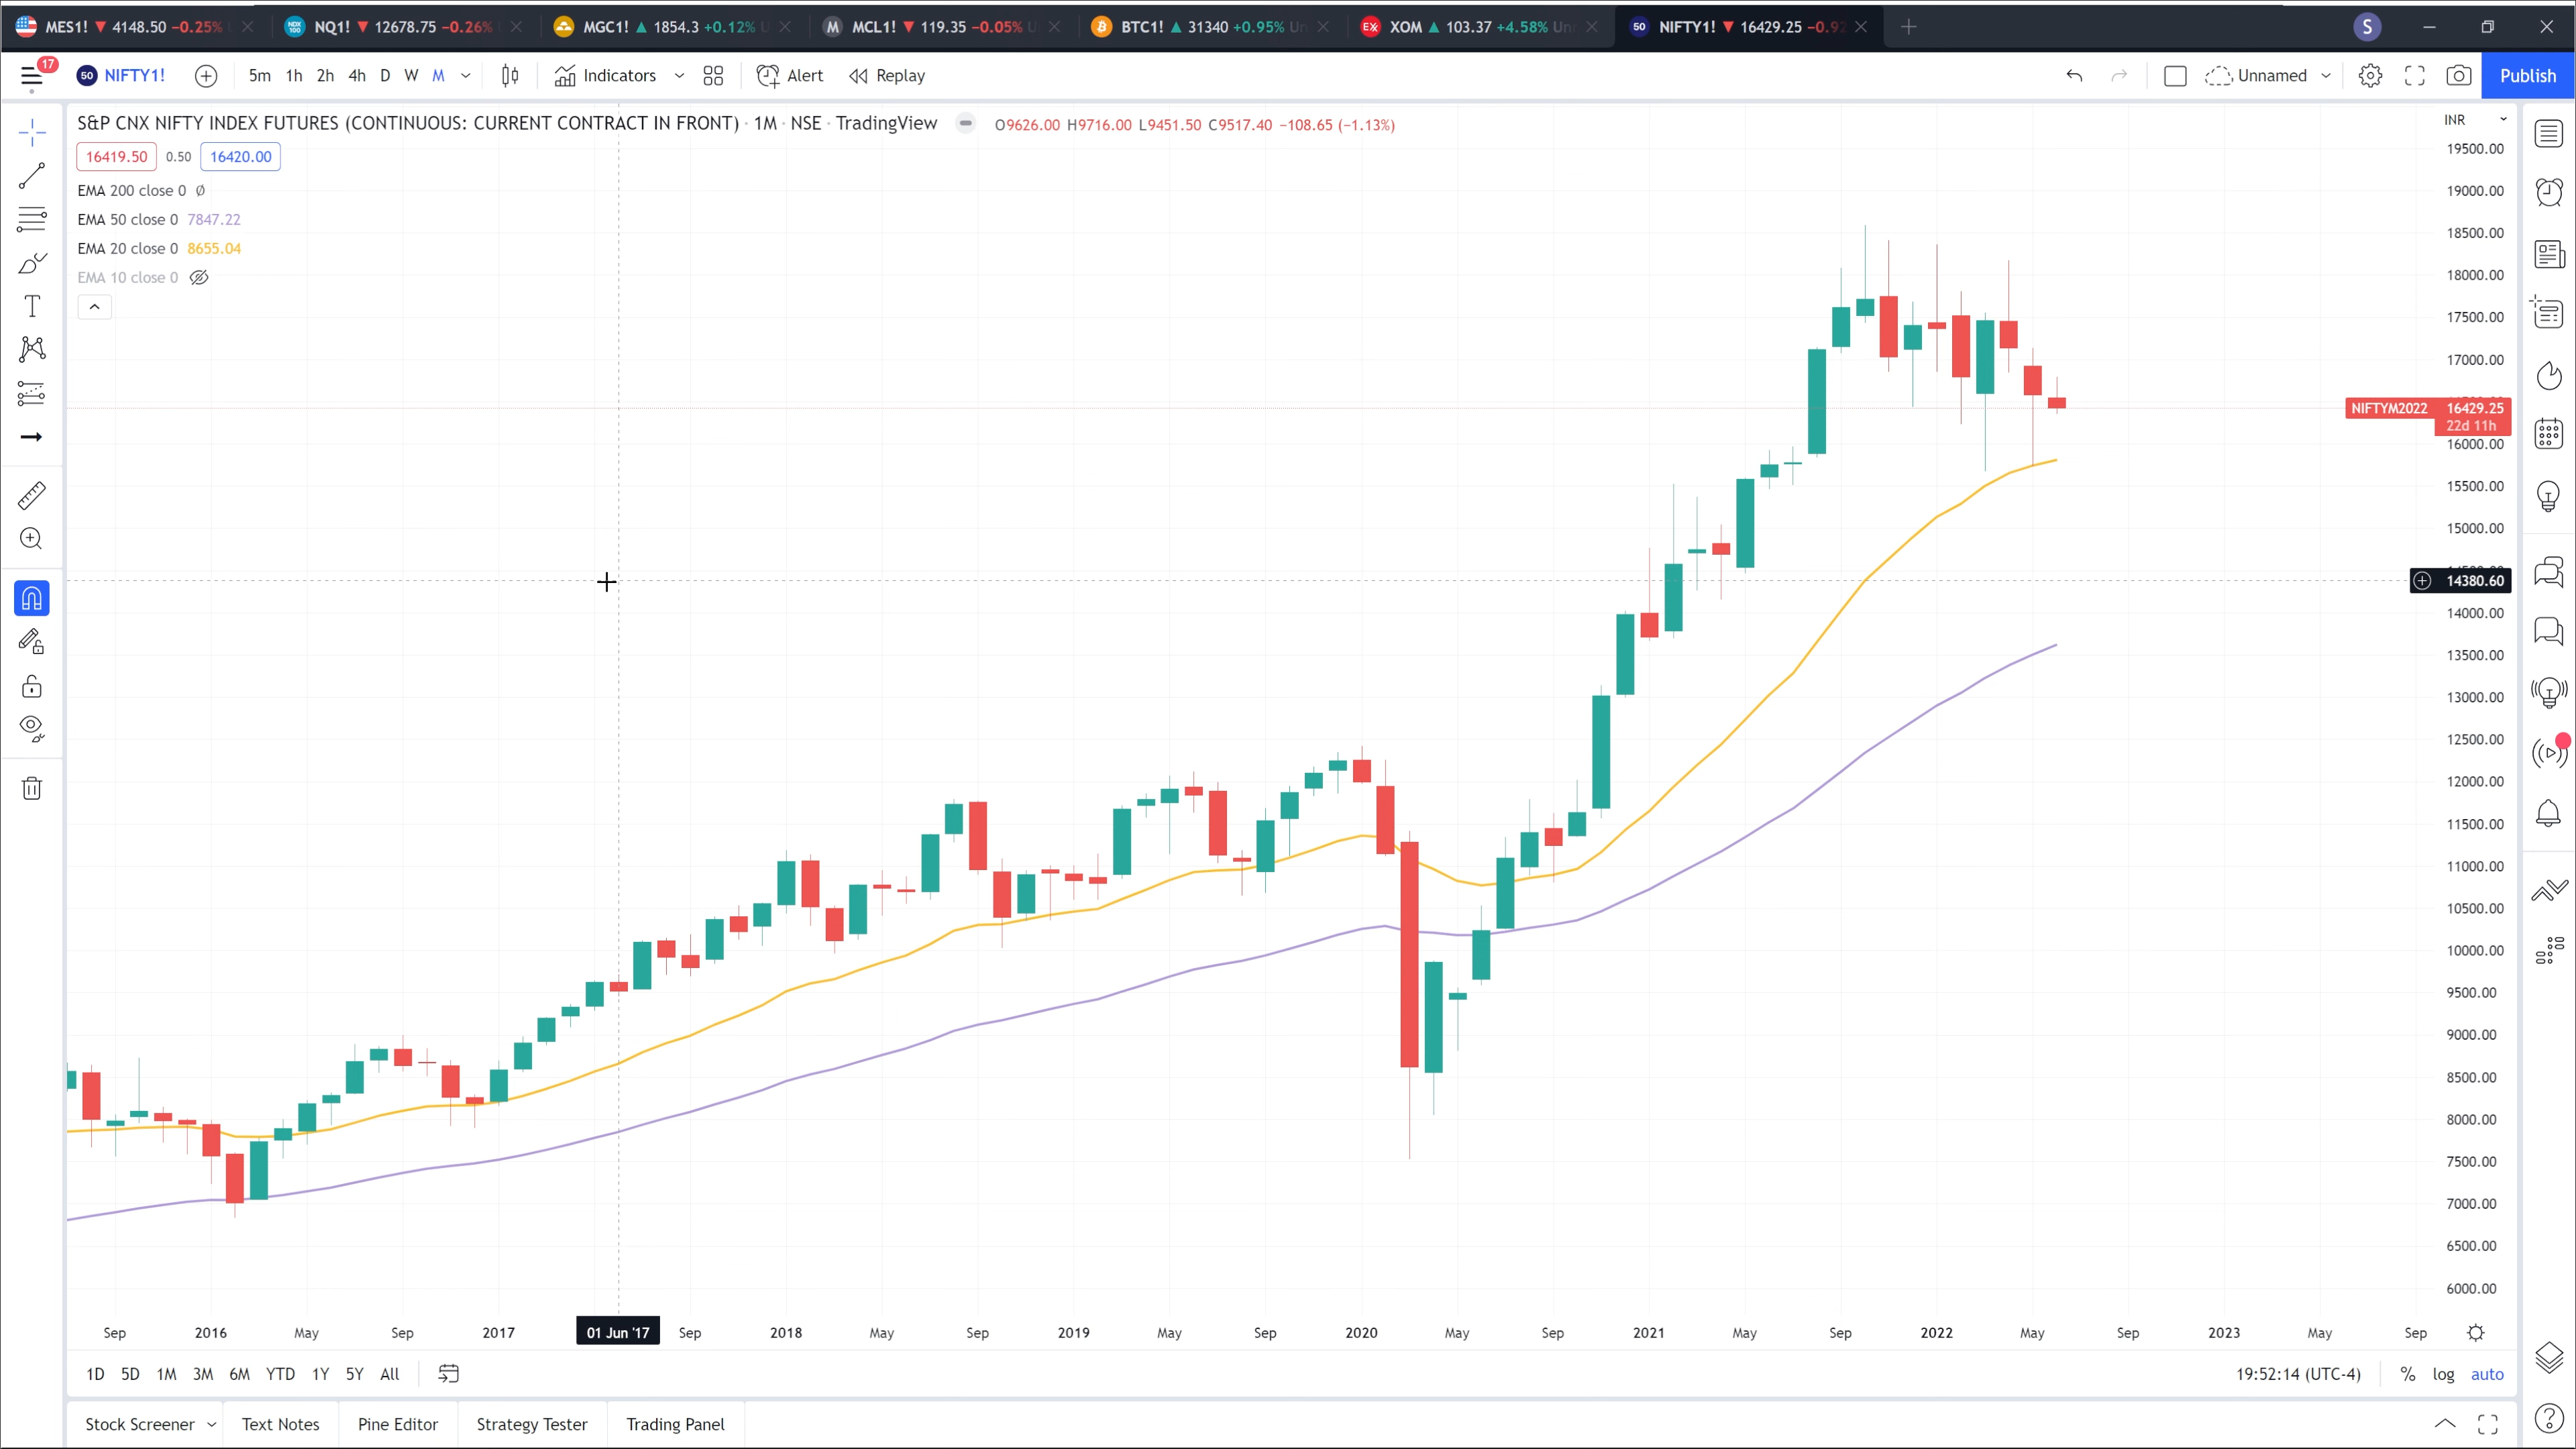 MES1! ▼ 4148.50 −0.25%
NQ1! ▼ 12678.75 −0.26%
MGC1! ▲ 1854.3 +0.12% U
M MCL1! ▼ 119.35 −0.05% U
BTC1! ▲ 31340 +0.95% Un
EX XOM ▲ 103.37 +4.58% Un
50 NIFTY1! ▼ 16429.25 −0.92
S
17
50 NIFTY1!
5m 1h 2h 4h D W M
Indicators
Alert
Replay
Unnamed
Publish
S&P CNX NIFTY INDEX FUTURES (CONTINUOUS: CURRENT CONTRACT IN FRONT) · 1M · NSE · TradingView
O9626.00 H9716.00 L9451.50 C9517.40 −108.65 (−1.13%)
INR
16419.50 0.50 16420.00
EMA 200 close 0 ∅
EMA 50 close 0 7847.22
EMA 20 close 0 8655.04
EMA 10 close 0
19500.00
19000.00
18500.00
18000.00
17500.00
17000.00
NIFTYM2022 16429.25
22d 11h
16000.00
15500.00
15000.00
14380.60
14000.00
13500.00
13000.00
12500.00
12000.00
11500.00
11000.00
10500.00
10000.00
9500.00
9000.00
8500.00
8000.00
7500.00
7000.00
6500.00
6000.00
Sep 2016 May Sep 2017 01 Jun '17 Sep 2018 May Sep 2019 May Sep 2020 May Sep 2021 May Sep 2022 May Sep 2023 May Sep
1D 5D 1M 3M 6M YTD 1Y 5Y All
19:52:14 (UTC-4) % log auto
Stock Screener Text Notes Pine Editor Strategy Tester Trading Panel